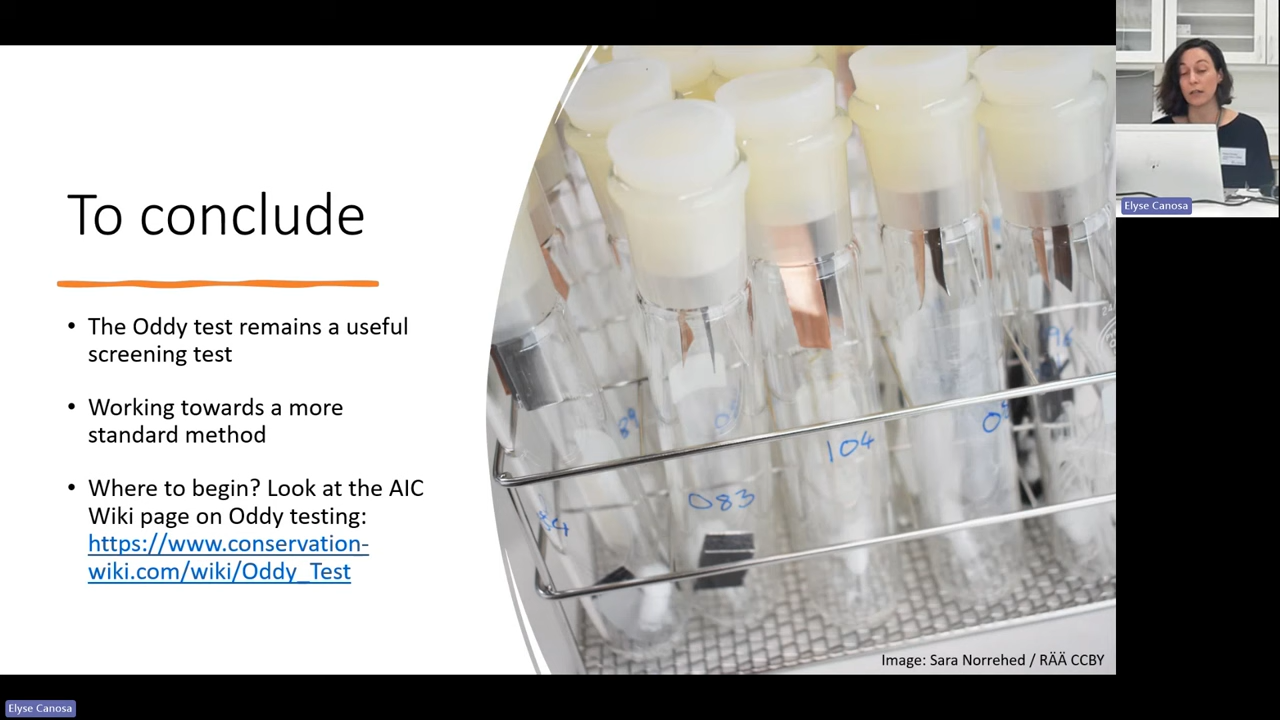 To conclude
• The Oddy test remains a useful
screening test
• Working towards a more
standard method
• Where to begin? Look at the AIC
Wiki page on Oddy testing:
https://www.conservation-
wiki.com/wiki/Oddy_Test
083
104
Image: Sara Norrehed / RÄÄ CCBY
Elyse Canosa
Elyse Canosa